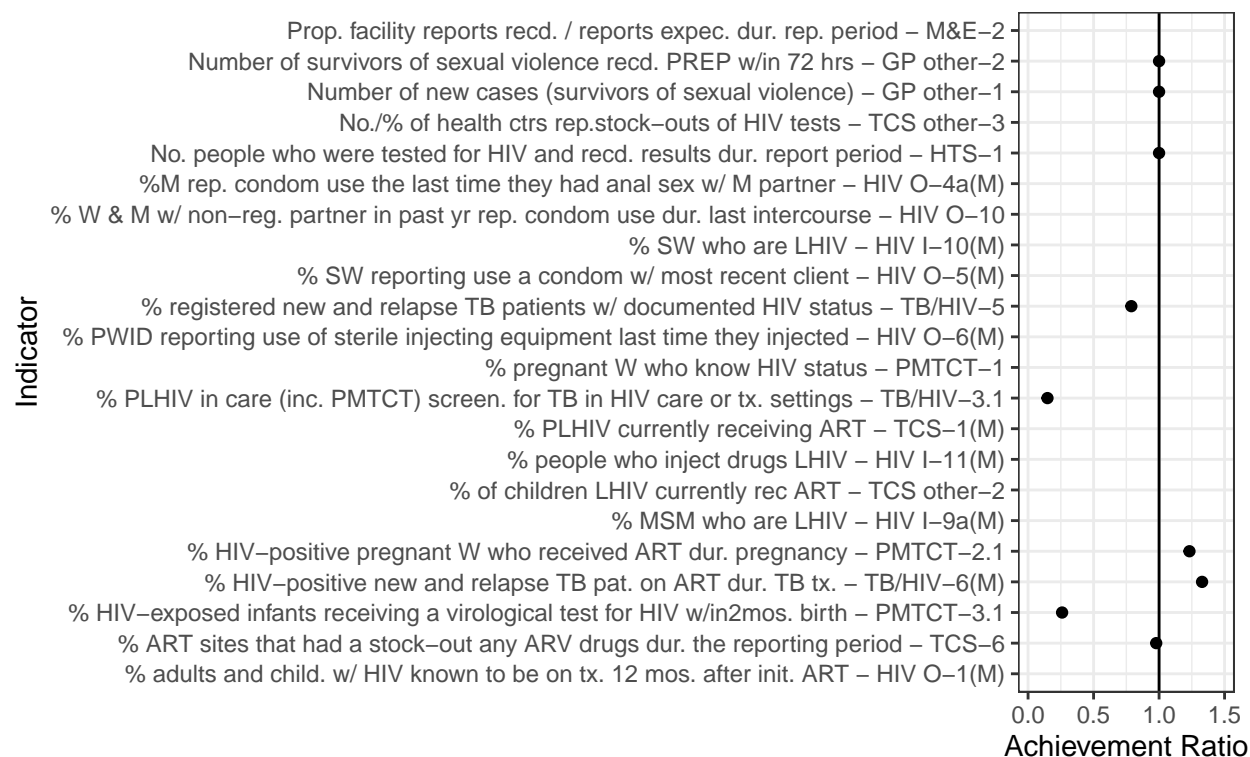 Prop. facility reports recd. / reports expec. dur. rep. period – M&E–2
Number of survivors of sexual violence recd. PREP w/in 72 hrs – GP other–2
Number of new cases (survivors of sexual violence) – GP other–1
No./% of health ctrs rep.stock–outs of HIV tests – TCS other–3
No. people who were tested for HIV and recd. results dur. report period – HTS–1
%M rep. condom use the last time they had anal sex w/ M partner – HIV O–4a(M)
% W & M w/ non–reg. partner in past yr rep. condom use dur. last intercourse – HIV O–10
% SW who are LHIV – HIV I–10(M)
% SW reporting use a condom w/ most recent client – HIV O–5(M)
% registered new and relapse TB patients w/ documented HIV status – TB/HIV–5
% PWID reporting use of sterile injecting equipment last time they injected – HIV O–6(M)
% pregnant W who know HIV status – PMTCT–1
% PLHIV in care (inc. PMTCT) screen. for TB in HIV care or tx. settings – TB/HIV–3.1
% PLHIV currently receiving ART – TCS–1(M)
% people who inject drugs LHIV – HIV I–11(M)
% of children LHIV currently rec ART – TCS other–2
% MSM who are LHIV – HIV I–9a(M)
% HIV–positive pregnant W who received ART dur. pregnancy – PMTCT–2.1
% HIV–positive new and relapse TB pat. on ART dur. TB tx. – TB/HIV–6(M)
% HIV–exposed infants receiving a virological test for HIV w/in2mos. birth – PMTCT–3.1
% ART sites that had a stock–out any ARV drugs dur. the reporting period – TCS–6
% adults and child. w/ HIV known to be on tx. 12 mos. after init. ART – HIV O–1(M)
Indicator
0.0 0.5 1.0 1.5
Achievement Ratio